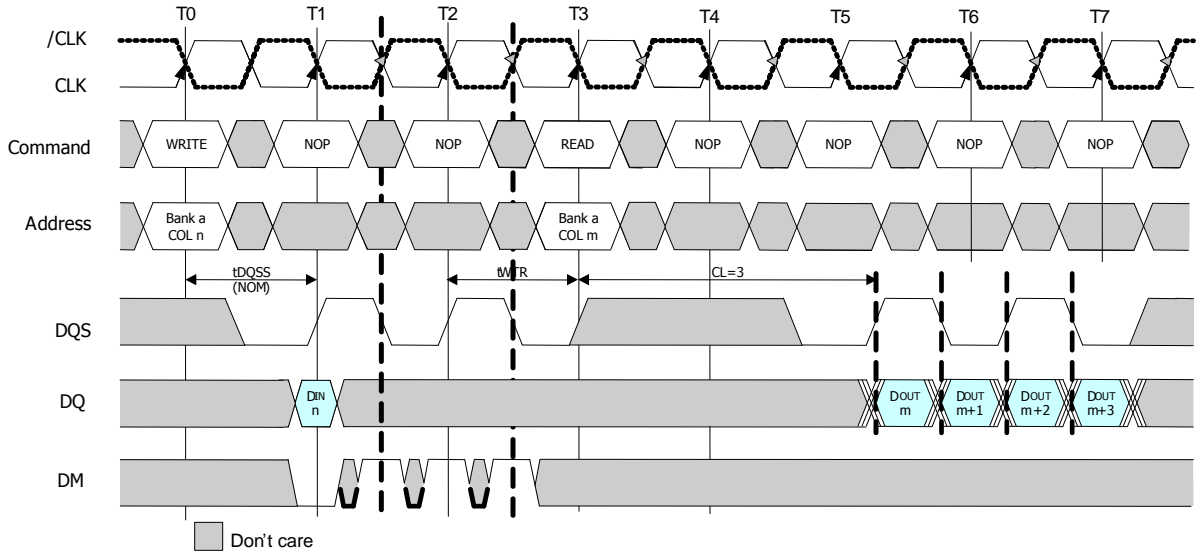 T0 T1 T2 T3 T4 T5 T6 T7
/CLK
CLK
Command WRITE NOP NOP READ NOP NOP NOP NOP
Address Bank a COL n Bank a COL m
tDQSS (NOM) tWTR CL=3
DQS
DQ DIN n DOUT m DOUT m+1 DOUT m+2 DOUT m+3
DM
Don't care